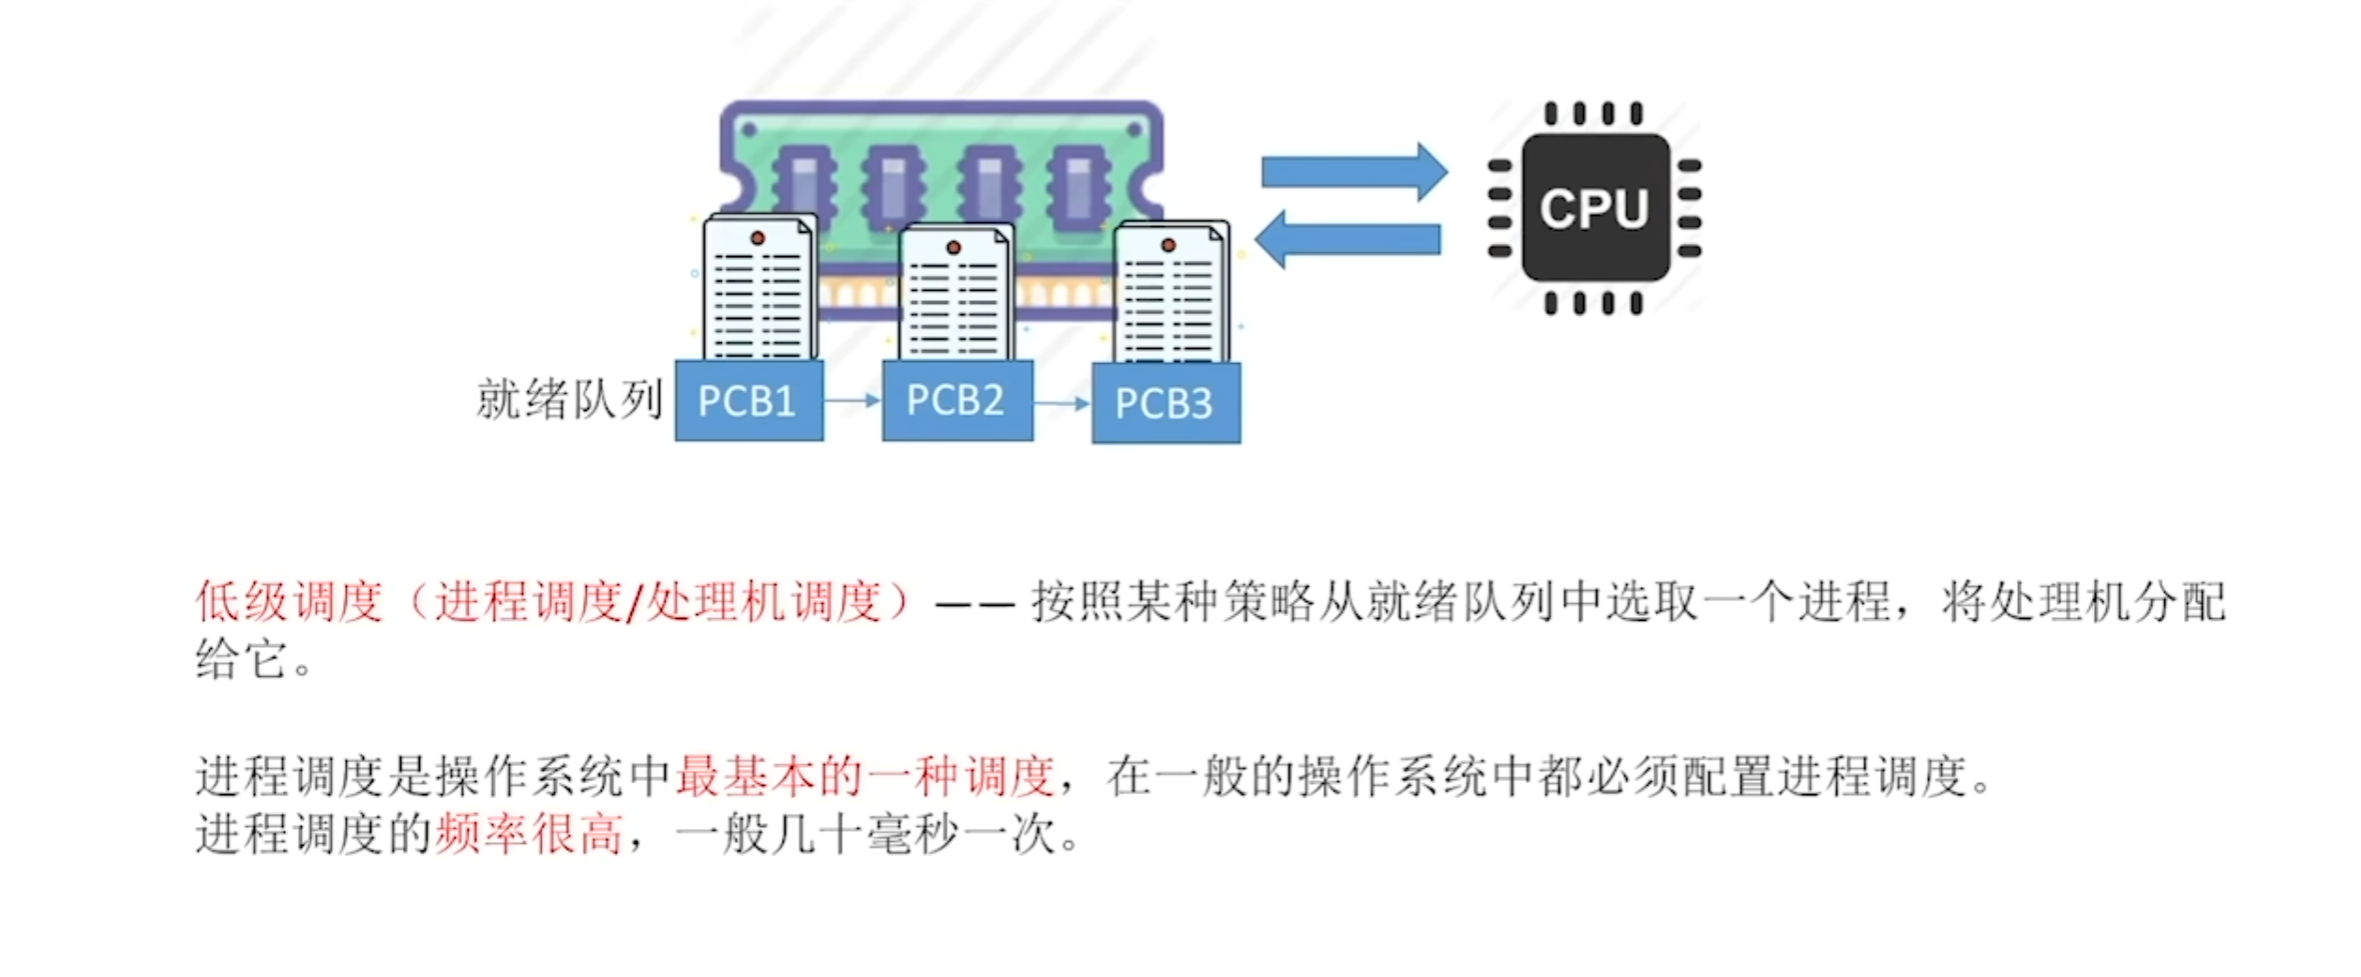 CPU
就绪队列 PCB1 PCB2 PCB3
低级调度（进程调度/处理机调度）—— 按照某种策略从就绪队列中选取一个进程，将处理机分配
给它。
进程调度是操作系统中最基本的一种调度，在一般的操作系统中都必须配置进程调度。
进程调度的频率很高，一般几十毫秒一次。